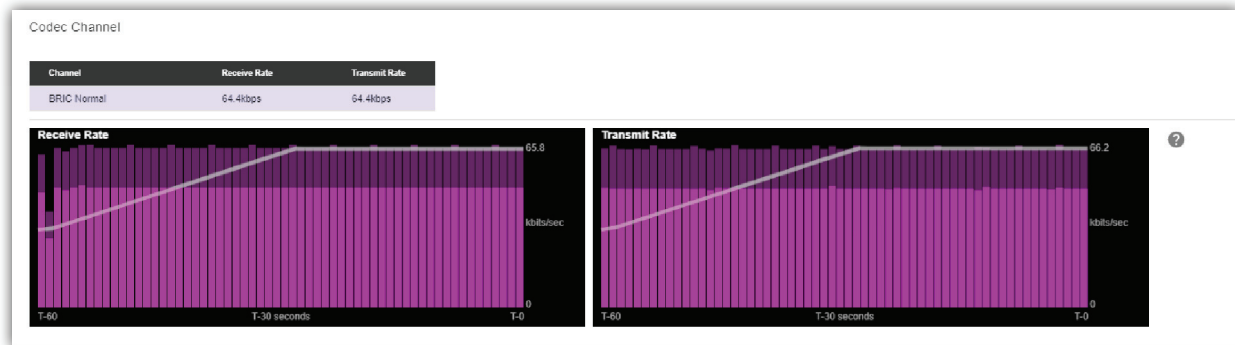 Codec Channel
Channel Receive Rate Transmit Rate
BRIC Normal 64.4kbps 64.4kbps
Receive Rate
65.8
kbits/sec
0
T-60 T-30 seconds T-0
Transmit Rate
66.2
kbits/sec
0
T-60 T-30 seconds T-0
?